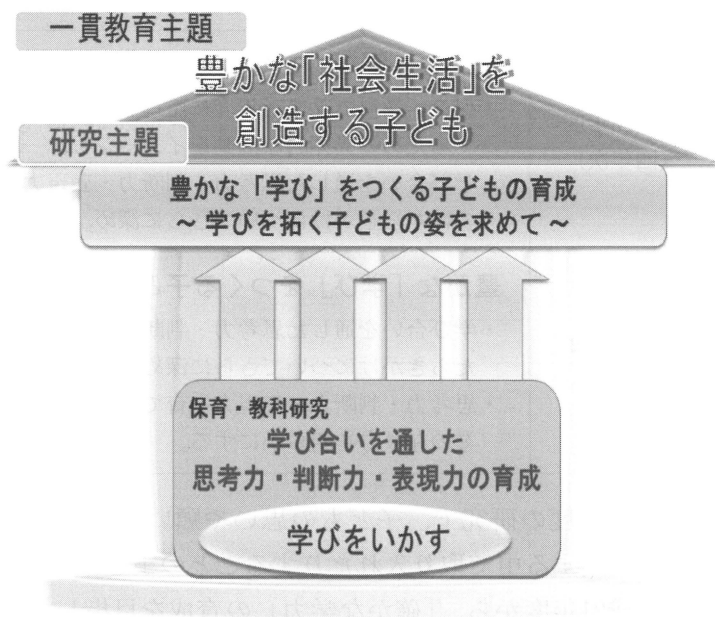 一貫教育主題
豊かな「社会生活」を
創造する子ども
研究主題
豊かな「学び」をつくる子どもの育成
～ 学びを拓く子どもの姿を求めて ～
保育・教科研究
学び合いを通した
思考力・判断力・表現力の育成
学びをいかす